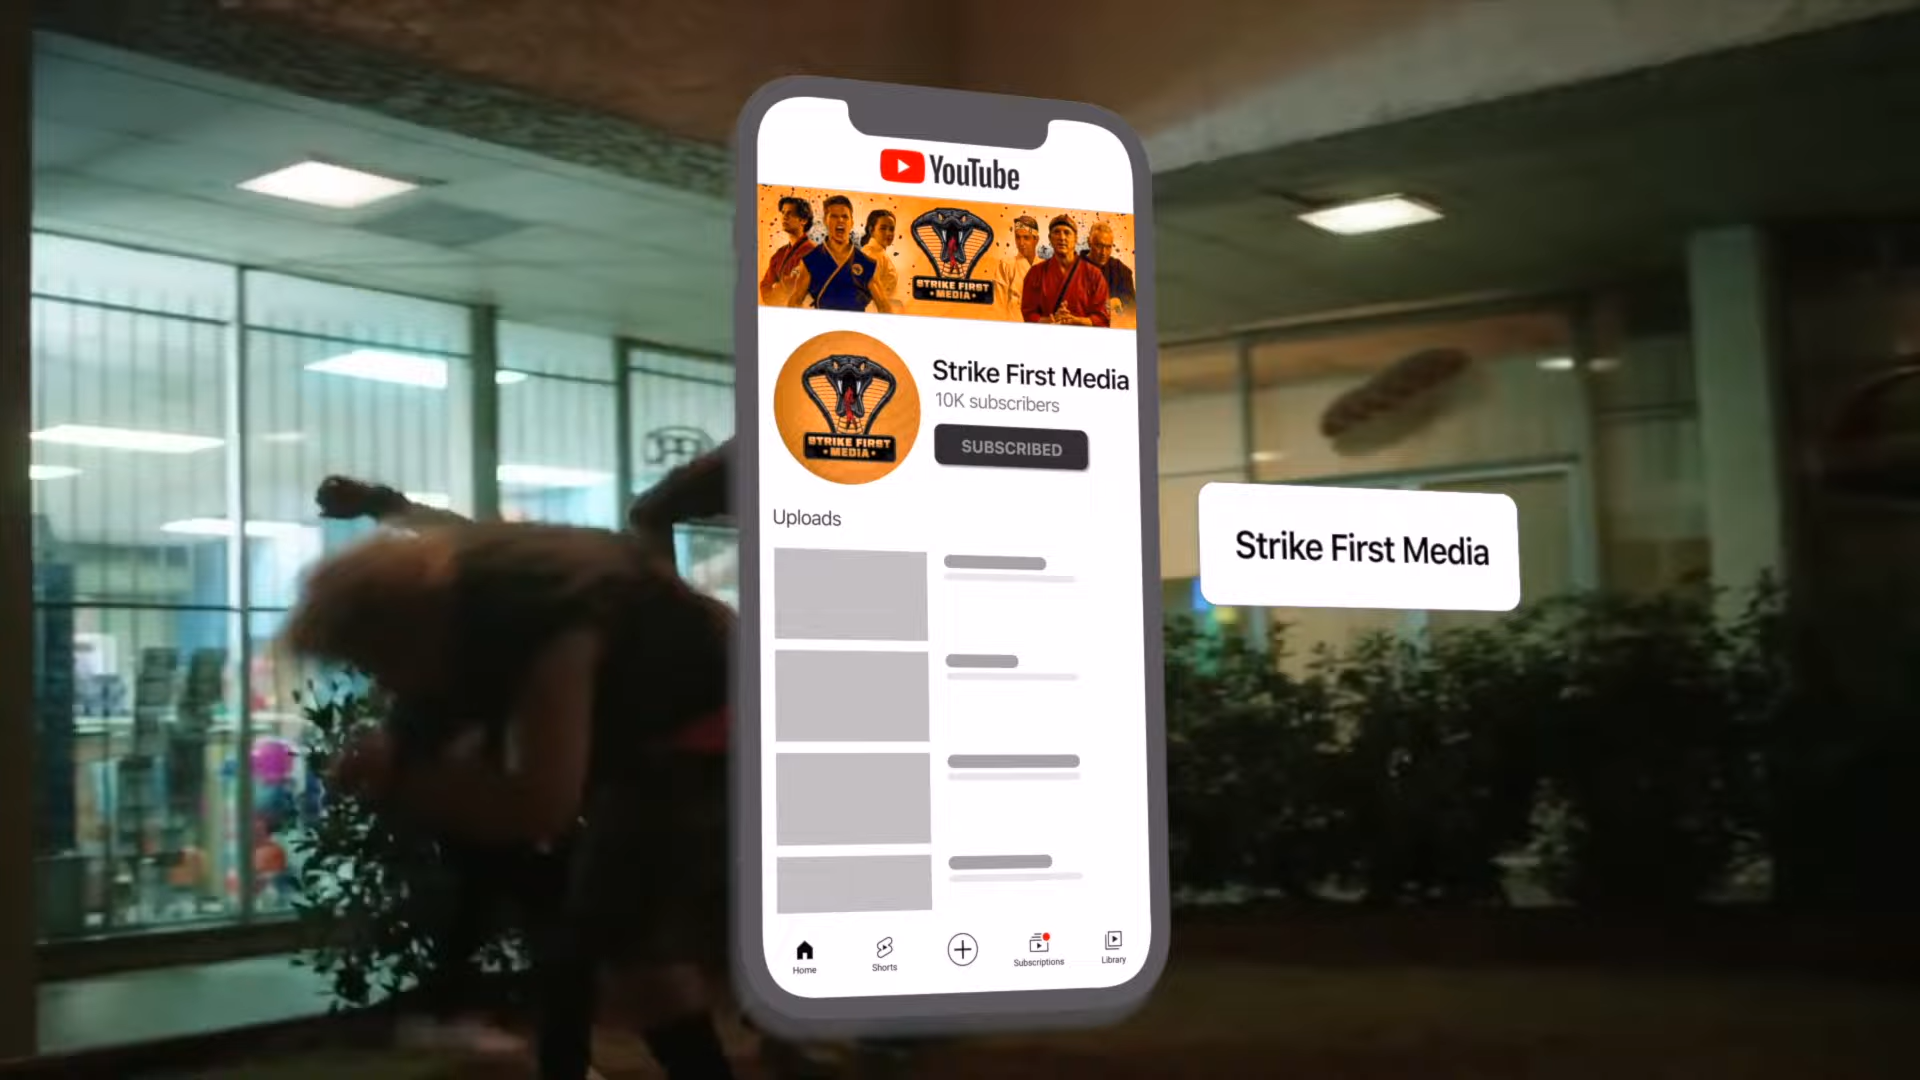 YouTube
STRIKE FIRST
MEDIA
Strike First Media
10K subscribers
STRIKE FIRST
MEDIA
SUBSCRIBED
Uploads
Strike First Media
Home
Shorts
Subscriptions
Library